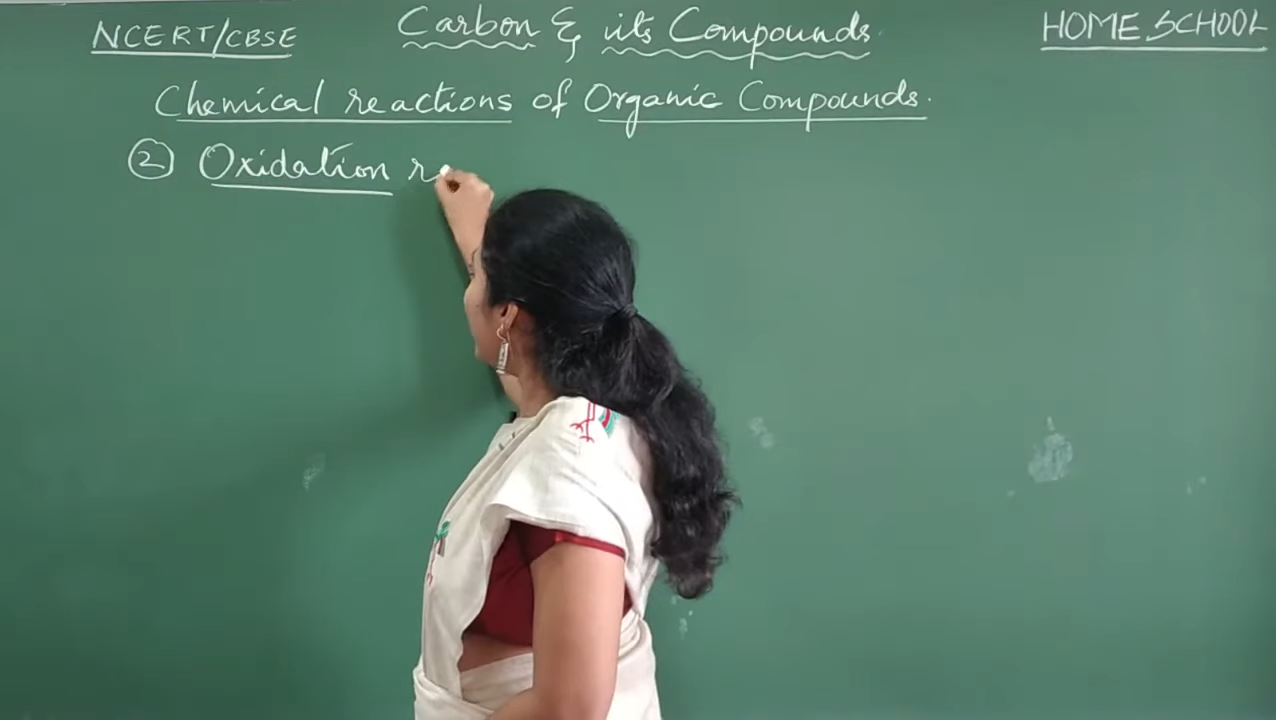 NCERT/CBSE
Carbon & its Compounds
HOME SCHOOL
Chemical reactions of Organic Compounds.
② Oxidation r